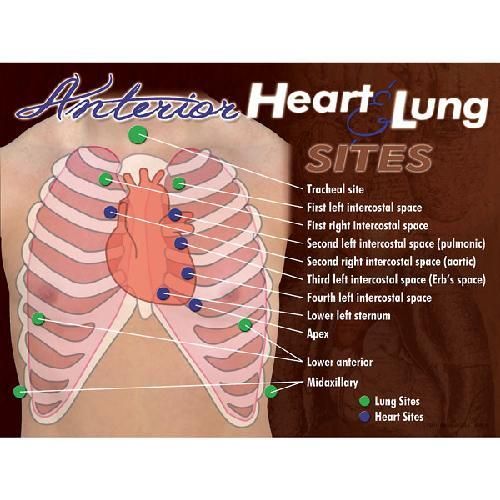 Anterior Heart & Lung
SITES
Tracheal site
First left intercostal space
First right intercostal space
Second left intercostal space (pulmonic)
Second right intercostal space (aortic)
Third left intercostal space (Erb's space)
Fourth left intercostal space
Lower left sternum
Apex
Lower anterior
Midaxillary
Lung Sites
Heart Sites